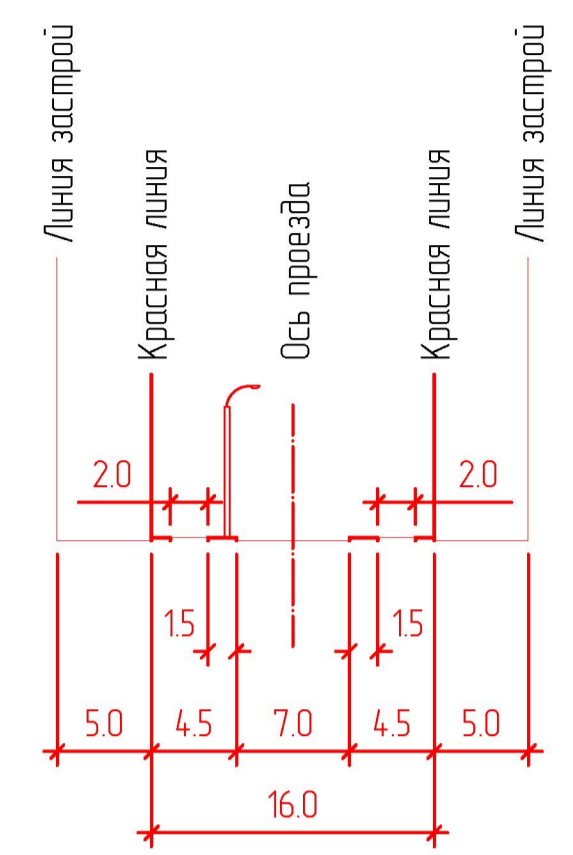 Линия застрой
Красная линия
Ось проезда
Красная линия
Линия застрой
2.0
2.0
1.5
1.5
5.0
4.5
7.0
4.5
5.0
16.0